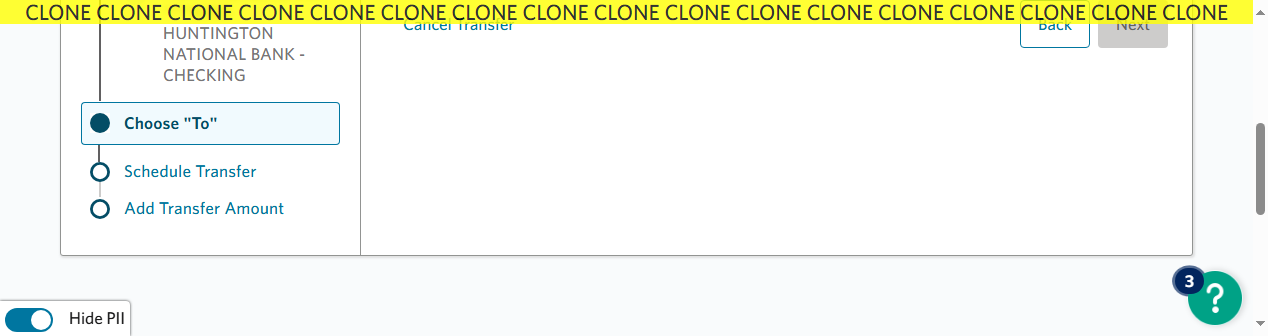 CLONE CLONE CLONE CLONE CLONE CLONE CLONE CLONE CLONE CLONE CLONE CLONE CLONE CLONE CLONE CLONE CLONE
Cancel Transfer
Back
Next
HUNTINGTON
NATIONAL BANK -
CHECKING
Choose "To"
Schedule Transfer
Add Transfer Amount
3
?
Hide PII